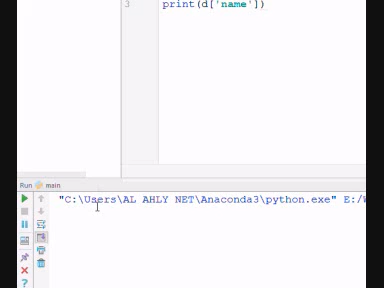 3 print(d['name'])
Run main
"C:\Users\AL AHLY NET\Anaconda3\python.exe" E:/